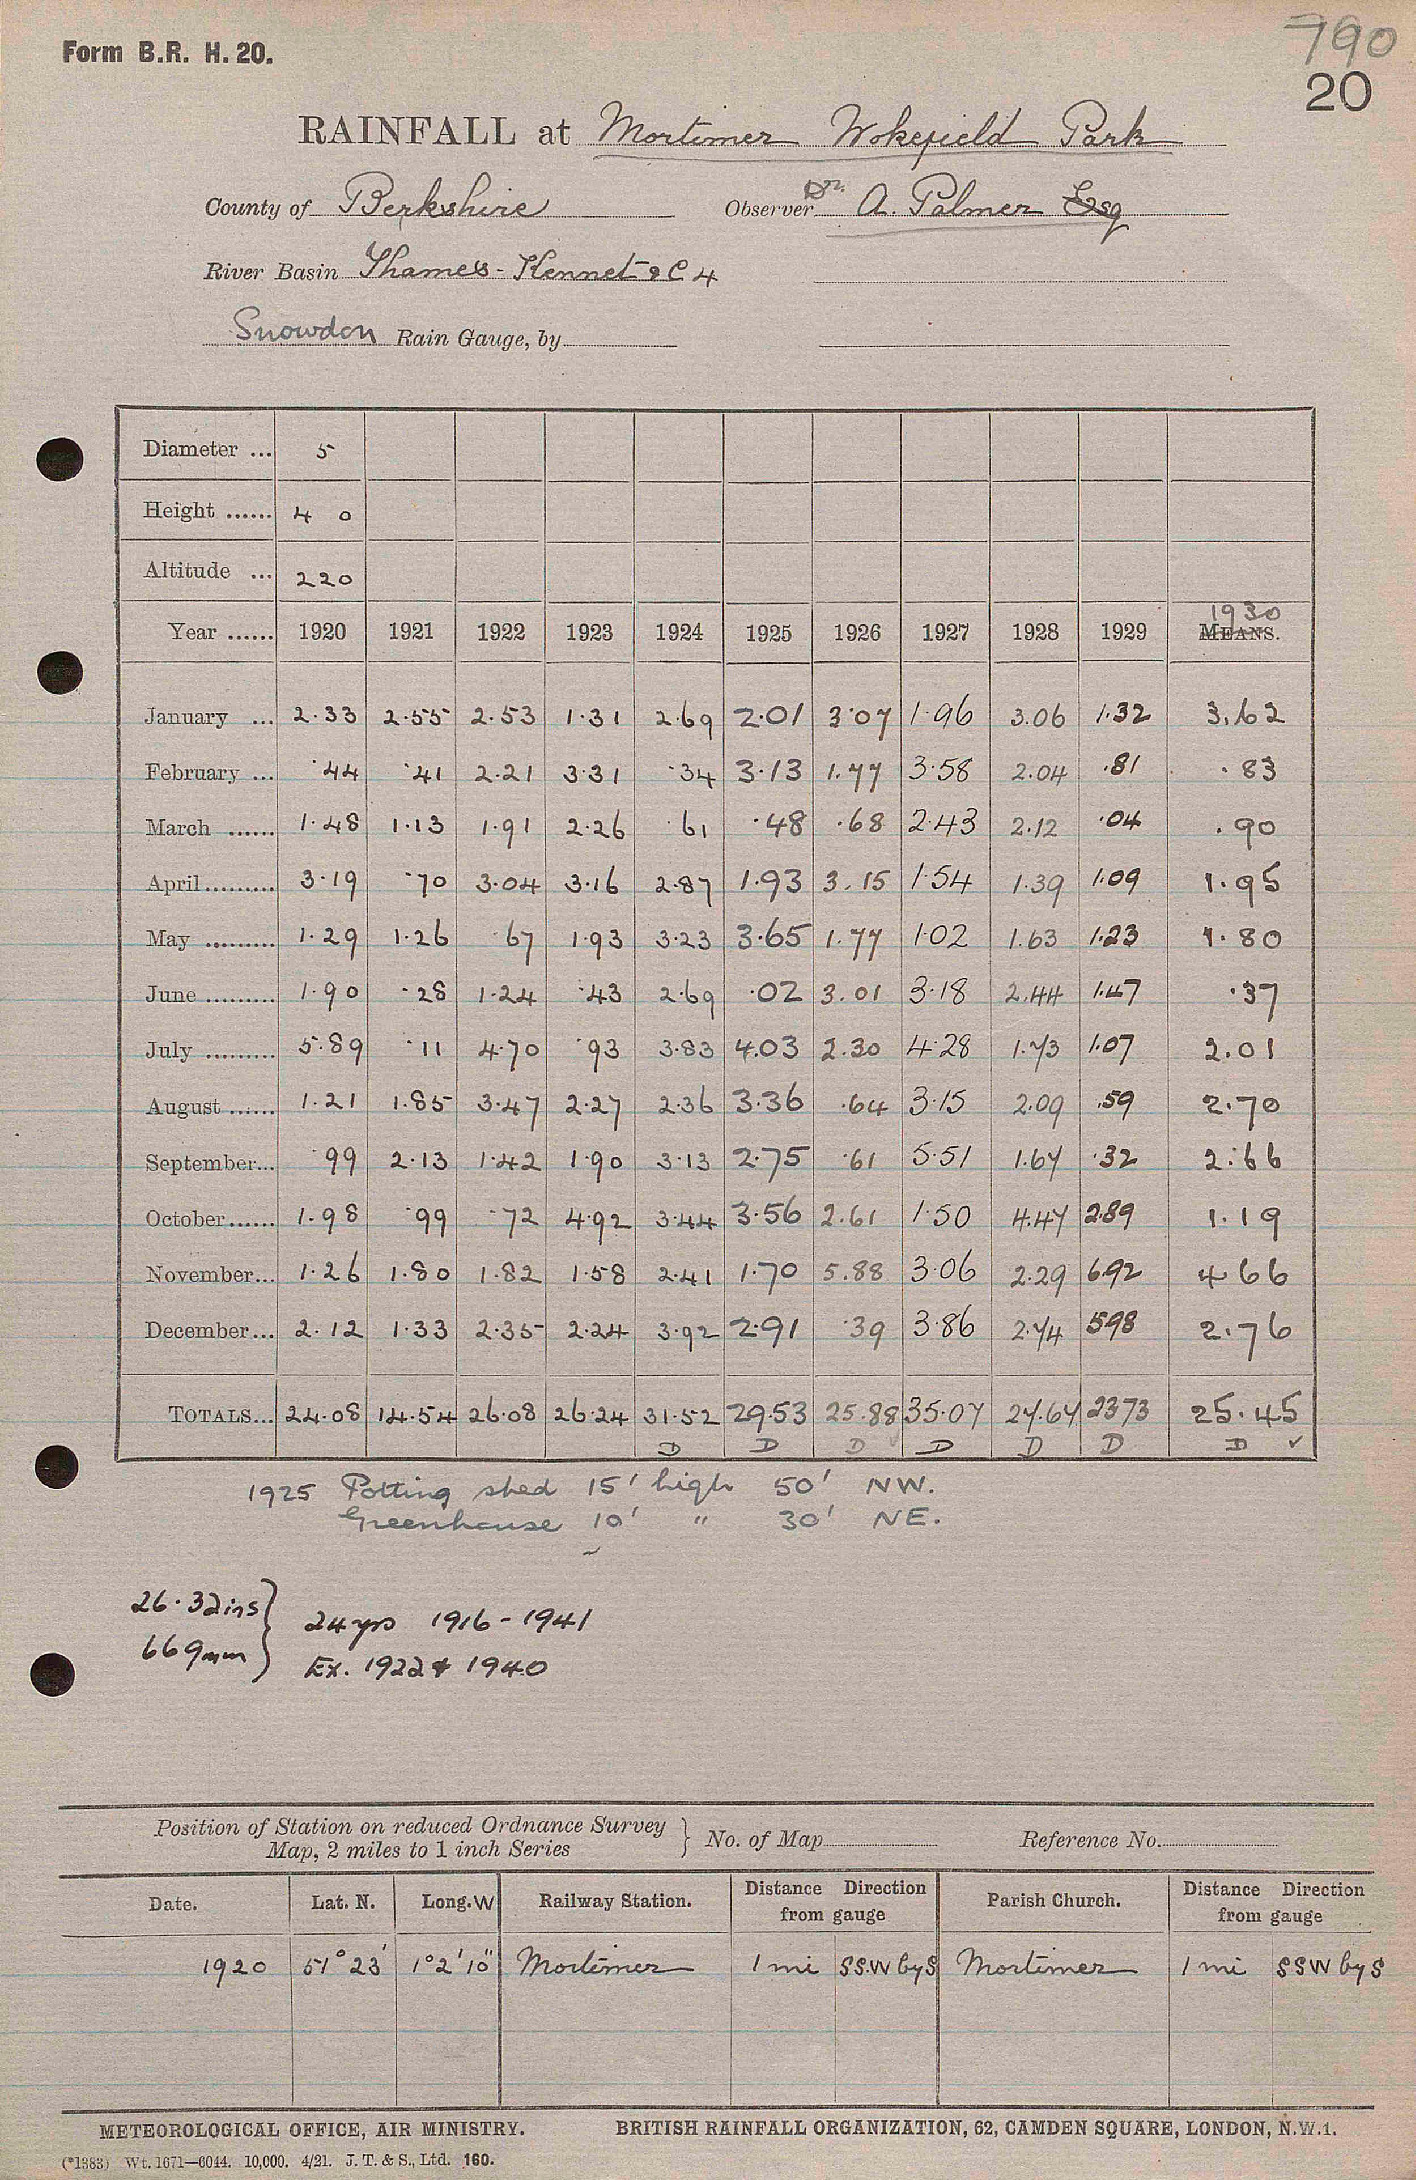 790
Form B.R. H. 20.
20
RAINFALL at Mortimer Wokefield Park
County of Berkshire Observer Dr. A. Palmer Esq
River Basin Thames - Kennet & C 4
Snowdon Rain Gauge, by
Diameter ... 5
Height ...... 4 0
Altitude ... 220
1930
Year ...... 1920 1921 1922 1923 1924 1925 1926 1927 1928 1929 MEANS.
January ... 2.33 2.55 2.53 1.31 2.69 2.01 3.07 1.96 3.06 1.32 3.62
February ... .44 .41 2.21 3.31 .34 3.13 1.77 3.58 2.04 .81 .83
March ...... 1.48 1.13 1.91 2.26 .61 .48 .68 2.43 2.12 .04 .90
April ......... 3.19 .70 3.04 3.16 2.87 1.93 3.15 1.54 1.39 1.09 1.95
May ......... 1.29 1.26 .67 1.93 3.23 3.65 1.77 1.02 1.63 1.23 1.80
June ......... 1.90 .28 1.24 .43 2.69 .02 3.01 3.18 2.44 1.47 .37
July ......... 5.89 .11 4.70 .93 3.83 4.03 2.30 4.28 1.73 1.07 2.01
August ...... 1.21 1.85 3.47 2.27 2.36 3.36 .64 3.15 2.09 .59 2.70
September... .99 2.13 1.42 1.90 3.13 2.75 .61 5.51 1.67 .32 2.66
October...... 1.98 .99 .72 4.92 3.44 3.56 2.61 1.50 4.47 2.89 1.19
November... 1.26 1.80 1.82 1.58 2.41 1.70 5.88 3.06 2.29 6.92 4.66
December... 2.12 1.33 2.35 2.24 3.92 2.91 .39 3.86 2.74 5.98 2.76
TOTALS... 24.08 14.54 26.08 26.24 31.52 29.53 25.88 35.07 27.67 23.73 25.45
D D D D D D D ✓
1925 Potting shed 15' high 50' NW.
Greenhouse 10' " 30' NE.
26.32 ins } 24 yrs 1916 - 1941
669 mm } Ex. 1922 & 1940
Position of Station on reduced Ordnance Survey
Map, 2 miles to 1 inch Series } No. of Map Reference No.
Date. Lat. N. Long. W Railway Station. Distance Direction from gauge Parish Church. Distance Direction from gauge
1920 51° 23' 1° 2' 10" Mortimer 1 mi SS.W by S Mortimer 1 mi SSW by S
METEOROLOGICAL OFFICE, AIR MINISTRY. BRITISH RAINFALL ORGANIZATION, 62, CAMDEN SQUARE, LONDON, N.W.1.
(*1383) Wt. 1671—6044. 10,000. 4/21. J. T. & S., Ltd. 160.